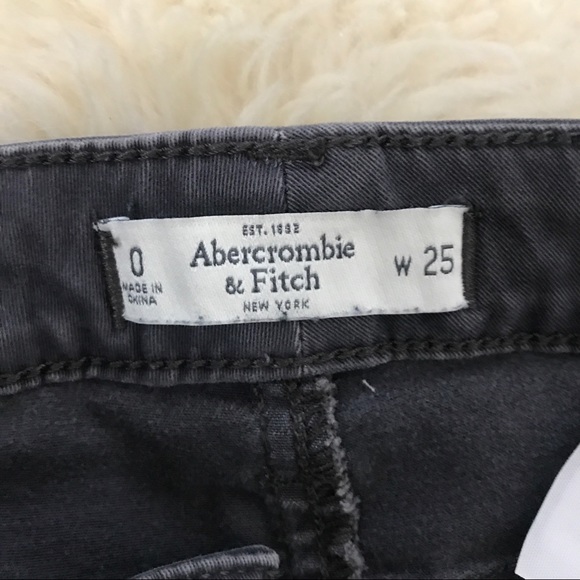 0
MADE IN
CHINA
EST. 1892
Abercrombie
& Fitch
NEW YORK
W 25